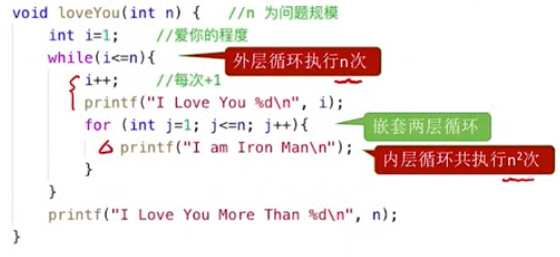 void loveYou(int n) {   //n 为问题规模
int i=1;   //爱你的程度
while(i<=n){
外层循环执行n次
i++;   //每次+1
printf("I Love You %d\n", i);
for (int j=1; j<=n; j++){
嵌套两层循环
printf("I am Iron Man\n");
内层循环共执行n²次
}
}
printf("I Love You More Than %d\n", n);
}